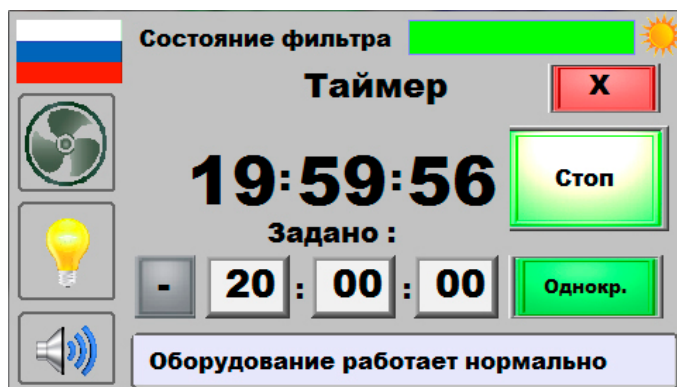 Состояние фильтра
Таймер
X
19:59:56
Стоп
Задано :
- 20 : 00 : 00
Однокр.
Оборудование работает нормально